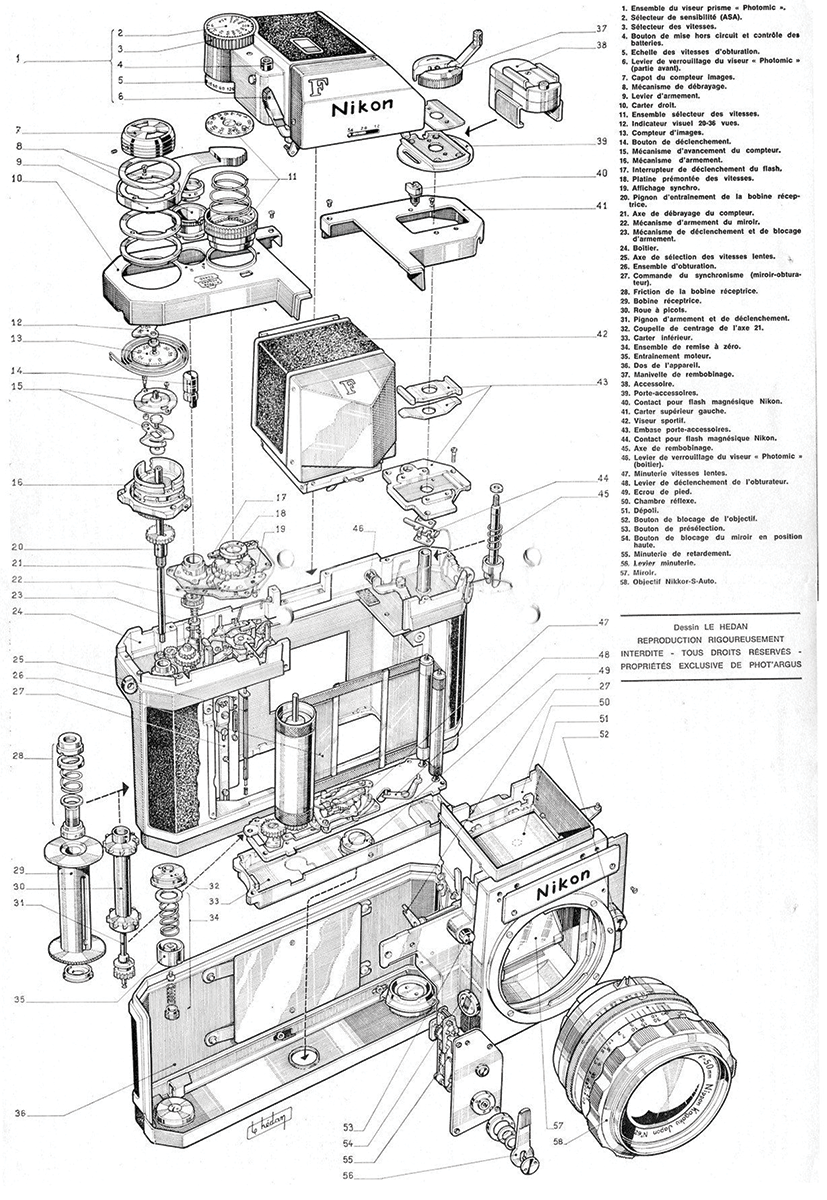 1. Ensemble du viseur prisme « Photomic ».
2. Sélecteur de sensibilité (ASA).
3. Sélecteur des vitesses.
4. Bouton de mise hors circuit et contrôle des
batteries.
5. Echelle des vitesses d'obturation.
6. Levier de verrouillage du viseur « Photomic »
(partie avant).
7. Capot du compteur images.
8. Mécanisme de débrayage.
9. Levier d'armement.
10. Carter droit.
11. Ensemble sélecteur des vitesses.
12. Indicateur visuel 20-36 vues.
13. Compteur d'images.
14. Bouton de déclenchement.
15. Mécanisme d'avancement du compteur.
16. Mécanisme d'armement.
17. Interrupteur de déclenchement du flash.
18. Platine prémontée des vitesses.
19. Affichage synchro.
20. Pignon d'entraînement de la bobine récep-
trice.
21. Axe de débrayage du compteur.
22. Mécanisme d'armement du miroir.
23. Mécanisme de déclenchement et de blocage
d'armement.
24. Boîtier.
25. Axe de sélection des vitesses lentes.
26. Ensemble d'obturation.
27. Commande du synchronisme (miroir-obtura-
teur).
28. Friction de la bobine réceptrice.
29. Bobine réceptrice.
30. Roue à picots.
31. Pignon d'armement et de déclenchement.
32. Coupelle de centrage de l'axe 21.
33. Carter inférieur.
34. Ensemble de remise à zéro.
35. Entrainement moteur.
36. Dos de l'appareil.
37. Manivelle de rembobinage.
38. Accessoire.
39. Porte-accessoires.
40. Contact pour flash magnésique Nikon.
41. Carter supérieur gauche.
42. Viseur sportif.
43. Embase porte-accessoires.
44. Contact pour flash magnésique Nikon.
45. Axe de rembobinage.
46. Levier de verrouillage du viseur « Photomic »
(boîtier).
47. Minuterie vitesses lentes.
48. Levier de déclenchement de l'obturateur.
49. Ecrou de pied.
50. Chambre réflexe.
51. Dépoli.
52. Bouton de blocage de l'objectif.
53. Bouton de présélection.
54. Bouton de blocage du miroir en position
haute.
55. Minuterie de retardement.
56. Levier minuterie.
57. Miroir.
58. Objectif Nikkor-S-Auto.
Dessin LE HEDAN
REPRODUCTION RIGOUREUSEMENT
INTERDITE - TOUS DROITS RÉSERVÉS -
PROPRIÉTÉS EXCLUSIVE DE PHOT'ARGUS
1
2
3
4
5
6
7
8
9
10
11
12
13
14
15
16
17
18
19
20
21
22
23
24
25
26
27
28
29
30
31
32
33
34
35
36
37
38
39
40
41
42
43
44
45
46
47
48
49
27
50
51
52
53
54
55
56
57
58
F
Nikon
F
Nikon
le hédan
50mm Nippon Kogaku Japan